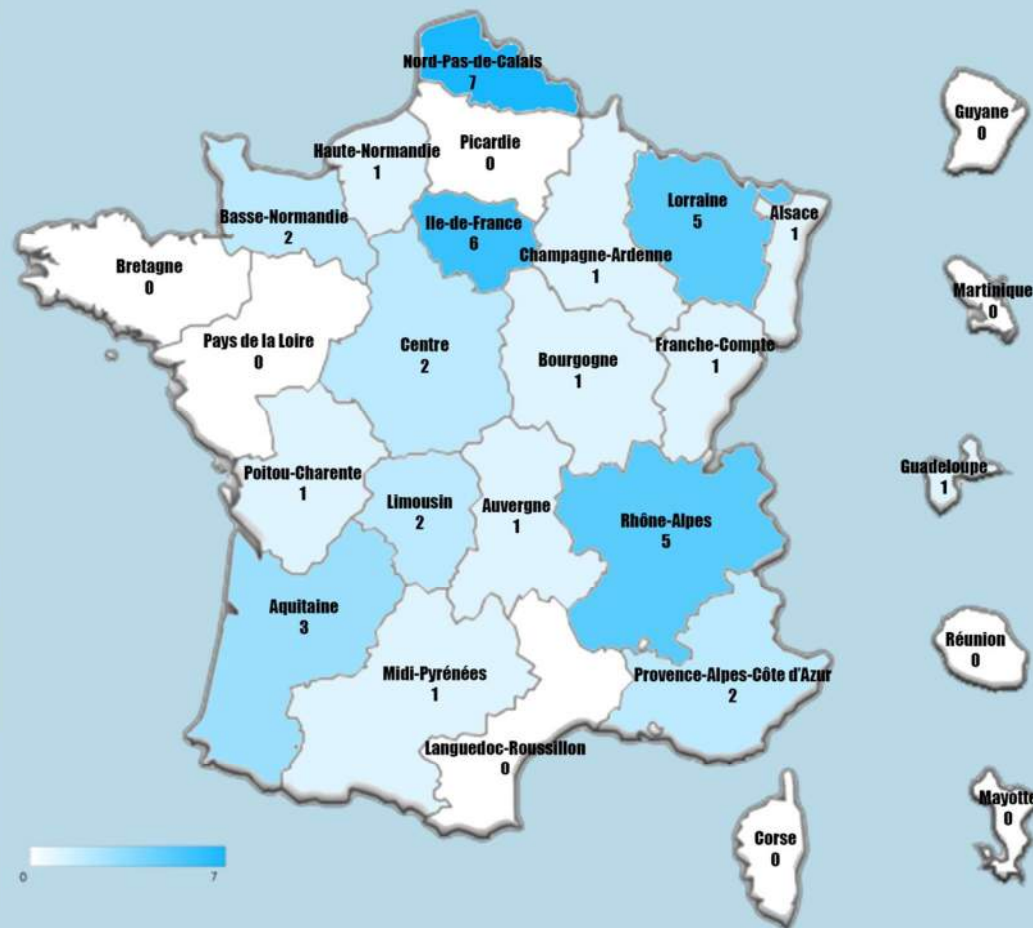 Nord-Pas-de-Calais
7
Guyane
0
Picardie
0
Haute-Normandie
1
Lorraine
5
Alsace
1
Basse-Normandie
2
Ile-de-France
6
Champagne-Ardenne
1
Bretagne
0
Martinique
0
Pays de la Loire
0
Centre
2
Bourgogne
1
Franche-Compte
1
Poitou-Charente
1
Guadeloupe
1
Limousin
2
Auvergne
1
Rhône-Alpes
5
Aquitaine
3
Réunion
0
Midi-Pyrénées
1
Provence-Alpes-Côte d'Azur
2
Languedoc-Roussillon
0
Mayotte
0
Corse
0
0
7